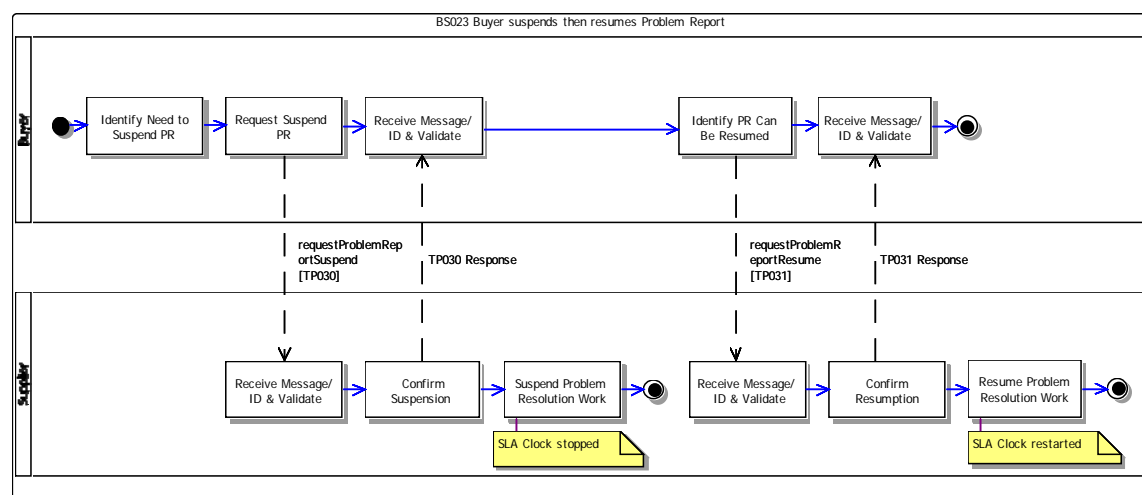 BS023 Buyer suspends then resumes Problem Report
Buyer
Identify Need to
Suspend PR
Request Suspend
PR
Receive Message/
ID & Validate
Identify PR Can
Be Resumed
Receive Message/
ID & Validate
requestProblemRep
ortSuspend
[TP030]
TP030 Response
requestProblemR
eportResume
[TP031]
TP031 Response
Supplier
Receive Message/
ID & Validate
Confirm
Suspension
Suspend Problem
Resolution Work
Receive Message/
ID & Validate
Confirm
Resumption
Resume Problem
Resolution Work
SLA Clock stopped
SLA Clock restarted